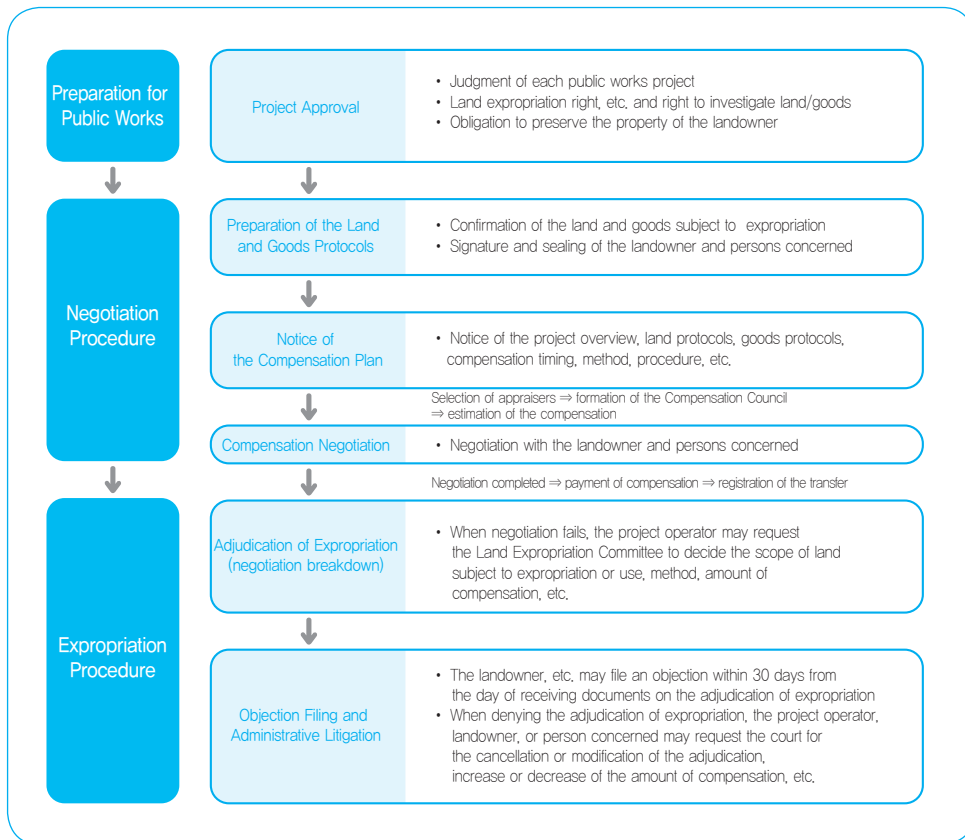 Preparation for
Public Works
Project Approval
• Judgment of each public works project
• Land expropriation right, etc. and right to investigate land/goods
• Obligation to preserve the property of the landowner
Negotiation
Procedure
Preparation of the Land
and Goods Protocols
• Confirmation of the land and goods subject to expropriation
• Signature and sealing of the landowner and persons concerned
Notice of
the Compensation Plan
• Notice of the project overview, land protocols, goods protocols,
compensation timing, method, procedure, etc.
Selection of appraisers ⇒ formation of the Compensation Council
⇒ estimation of the compensation
Compensation Negotiation
• Negotiation with the landowner and persons concerned
Negotiation completed ⇒ payment of compensation ⇒ registration of the transfer
Expropriation
Procedure
Adjudication of Expropriation
(negotiation breakdown)
• When negotiation fails, the project operator may request
the Land Expropriation Committee to decide the scope of land
subject to expropriation or use, method, amount of
compensation, etc.
Objection Filing and
Administrative Litigation
• The landowner, etc. may file an objection within 30 days from
the day of receiving documents on the adjudication of expropriation
• When denying the adjudication of expropriation, the project operator,
landowner, or person concerned may request the court for
the cancellation or modification of the adjudication,
increase or decrease of the amount of compensation, etc.